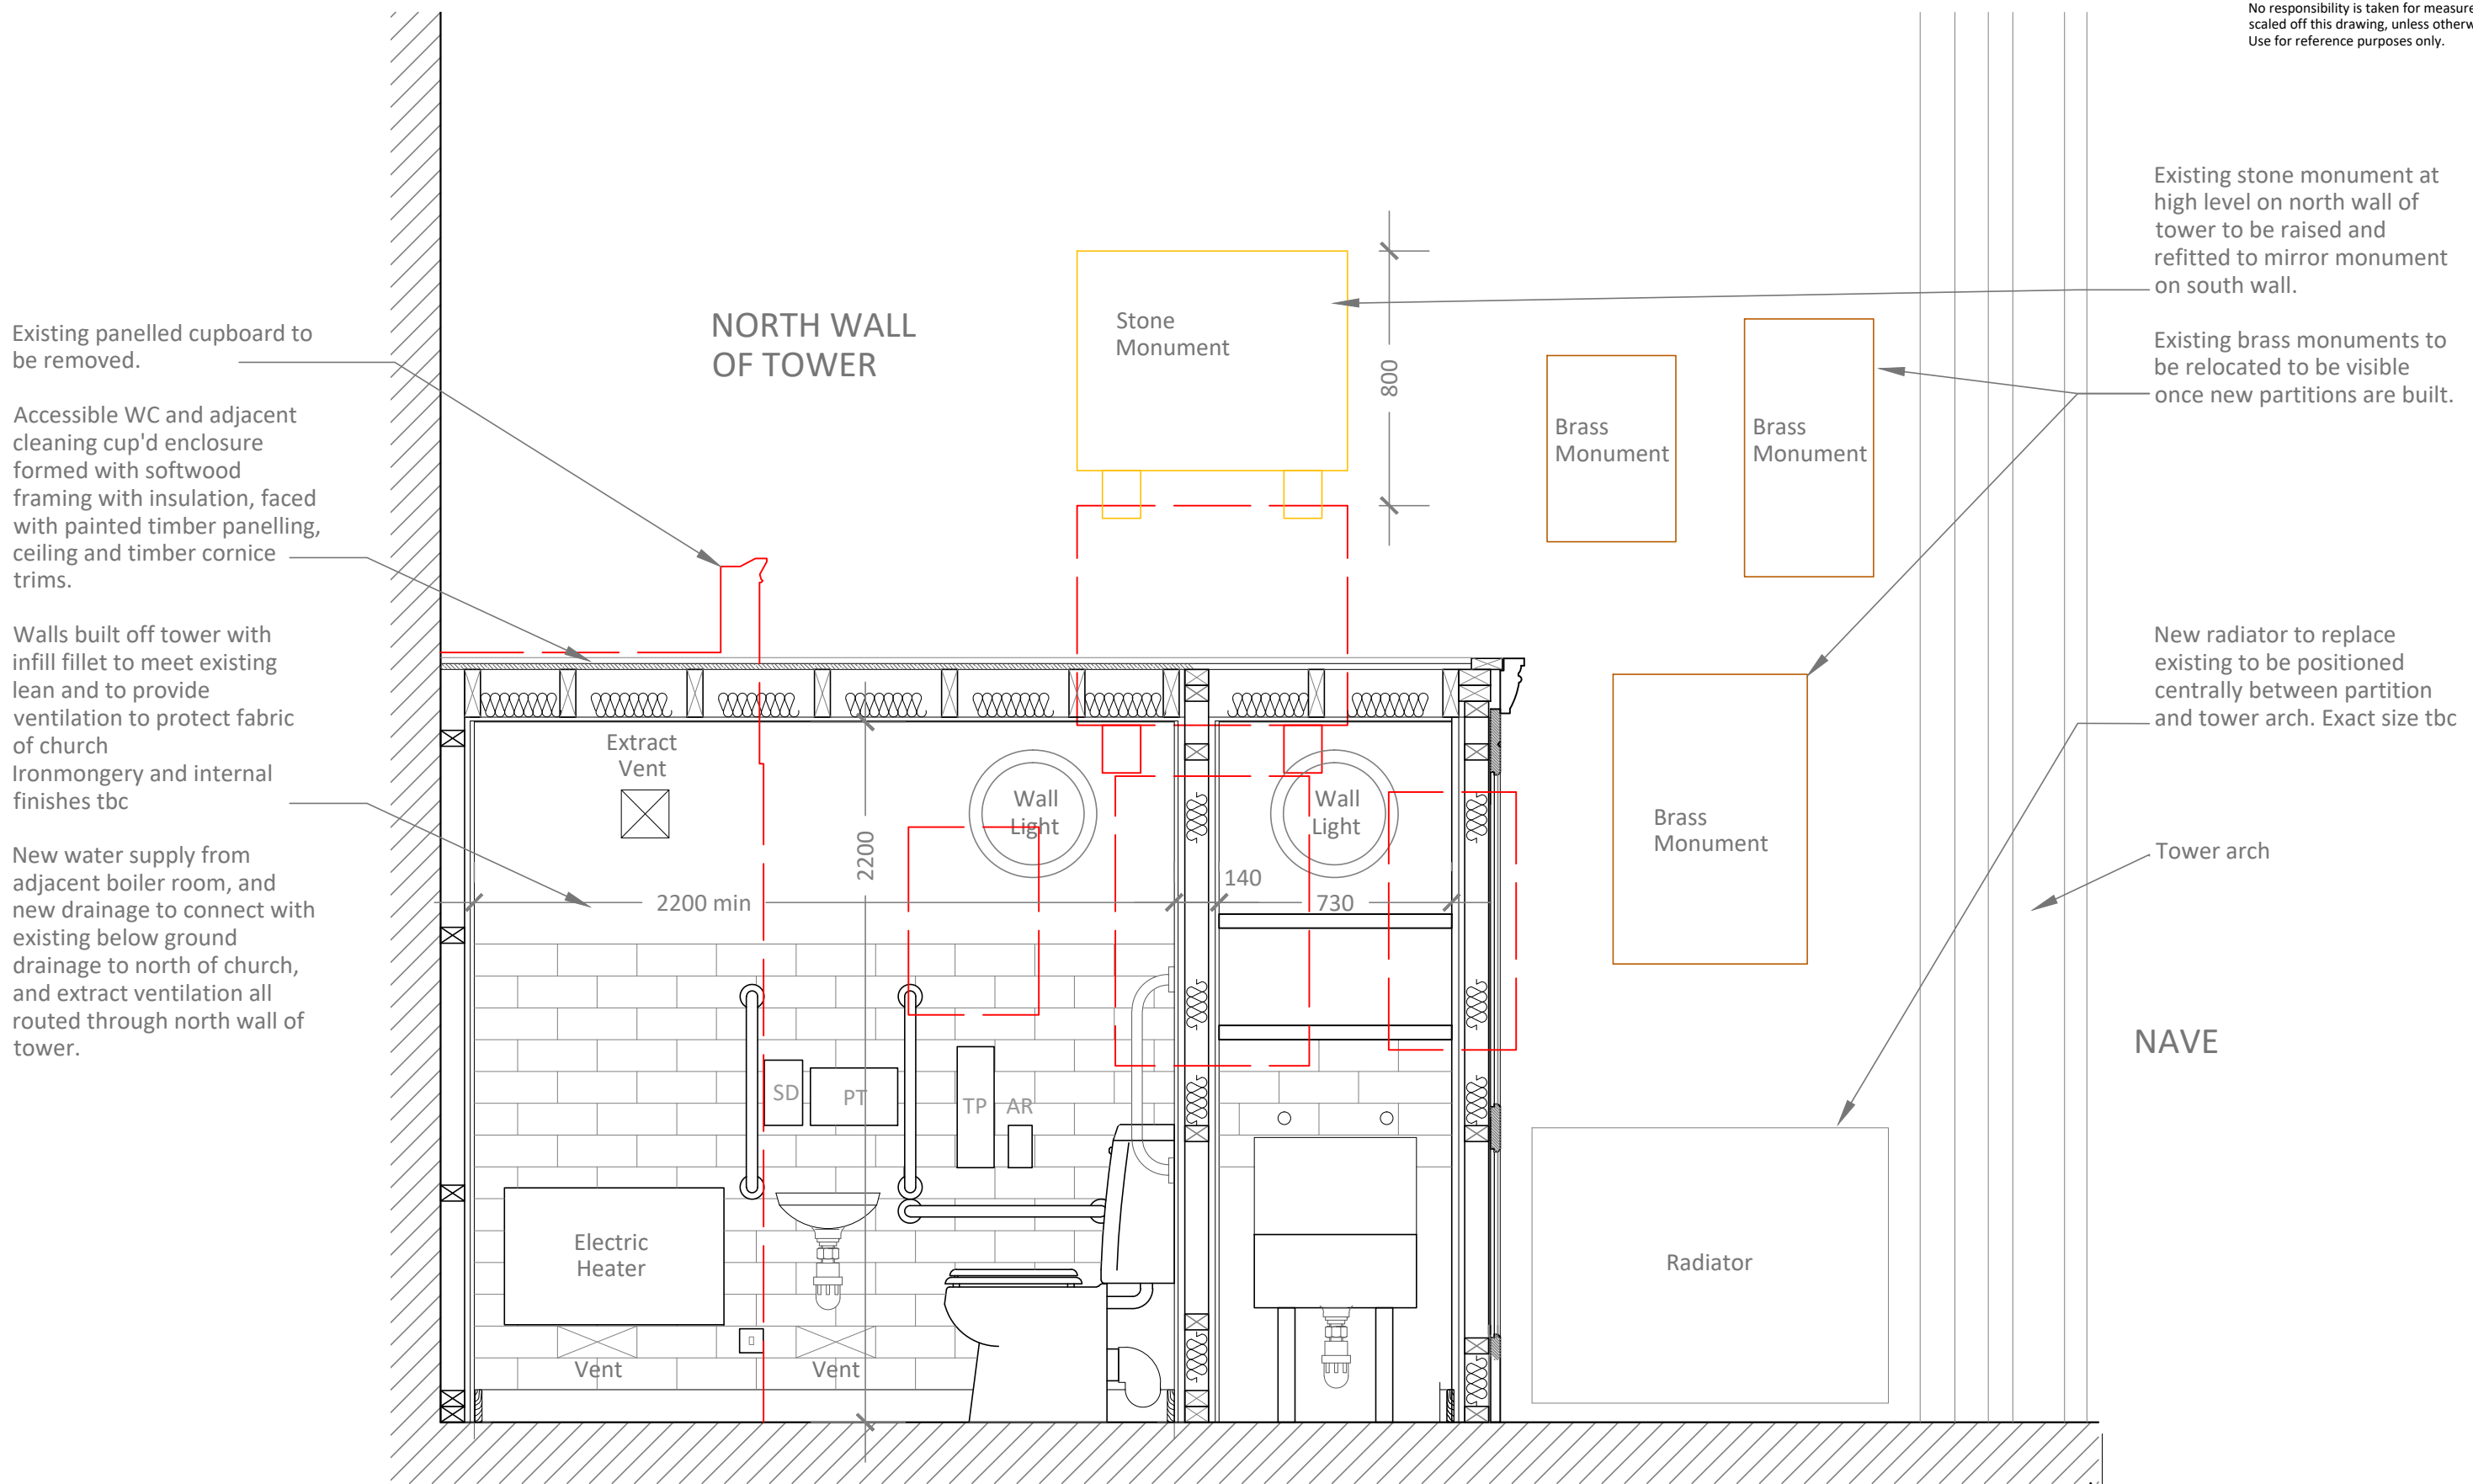 No responsibility is taken for measure
scaled off this drawing, unless otherw
Use for reference purposes only.
Existing panelled cupboard to
be removed.
Accessible WC and adjacent
cleaning cup'd enclosure
formed with softwood
framing with insulation, faced
with painted timber panelling,
ceiling and timber cornice
trims.
Walls built off tower with
infill fillet to meet existing
lean and to provide
ventilation to protect fabric
of church
Ironmongery and internal
finishes tbc
New water supply from
adjacent boiler room, and
new drainage to connect with
existing below ground
drainage to north of church,
and extract ventilation all
routed through north wall of
tower.
NORTH WALL
OF TOWER
Stone
Monument
800
Brass
Monument
Brass
Monument
Existing stone monument at
high level on north wall of
tower to be raised and
refitted to mirror monument
on south wall.
Existing brass monuments to
be relocated to be visible
once new partitions are built.
New radiator to replace
existing to be positioned
centrally between partition
and tower arch. Exact size tbc
Tower arch
NAVE
Extract
Vent
Wall
Light
Wall
Light
Brass
Monument
2200
2200 min
140
730
SD
PT
TP
AR
Electric
Heater
Vent
Vent
Radiator